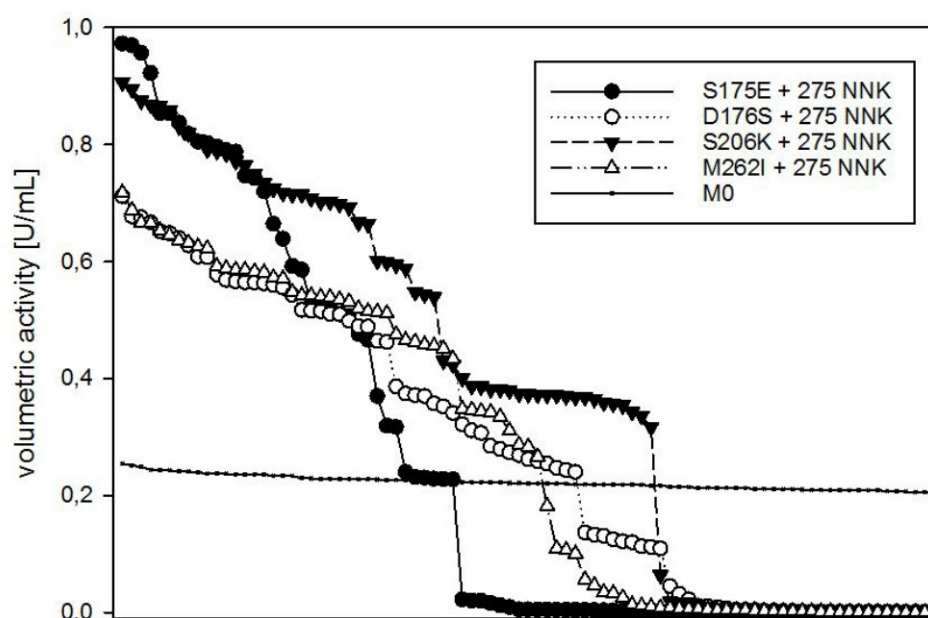 1,0
0,8
0,6
0,4
0,2
0,0
volumetric activity [U/mL]
S175E + 275 NNK
D176S + 275 NNK
S206K + 275 NNK
M262I + 275 NNK
M0